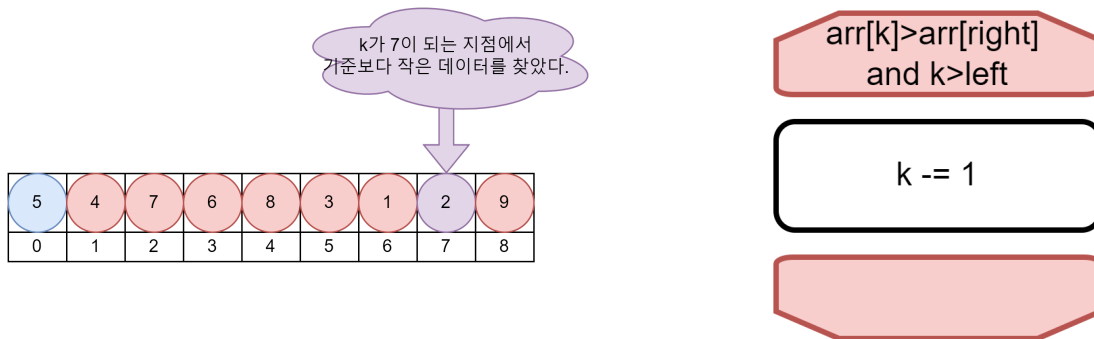 k가 7이 되는 지점에서
기준보다 작은 데이터를 찾았다.
5 4 7 6 8 3 1 2 9
0 1 2 3 4 5 6 7 8
arr[k]>arr[right]
and k>left
k -= 1